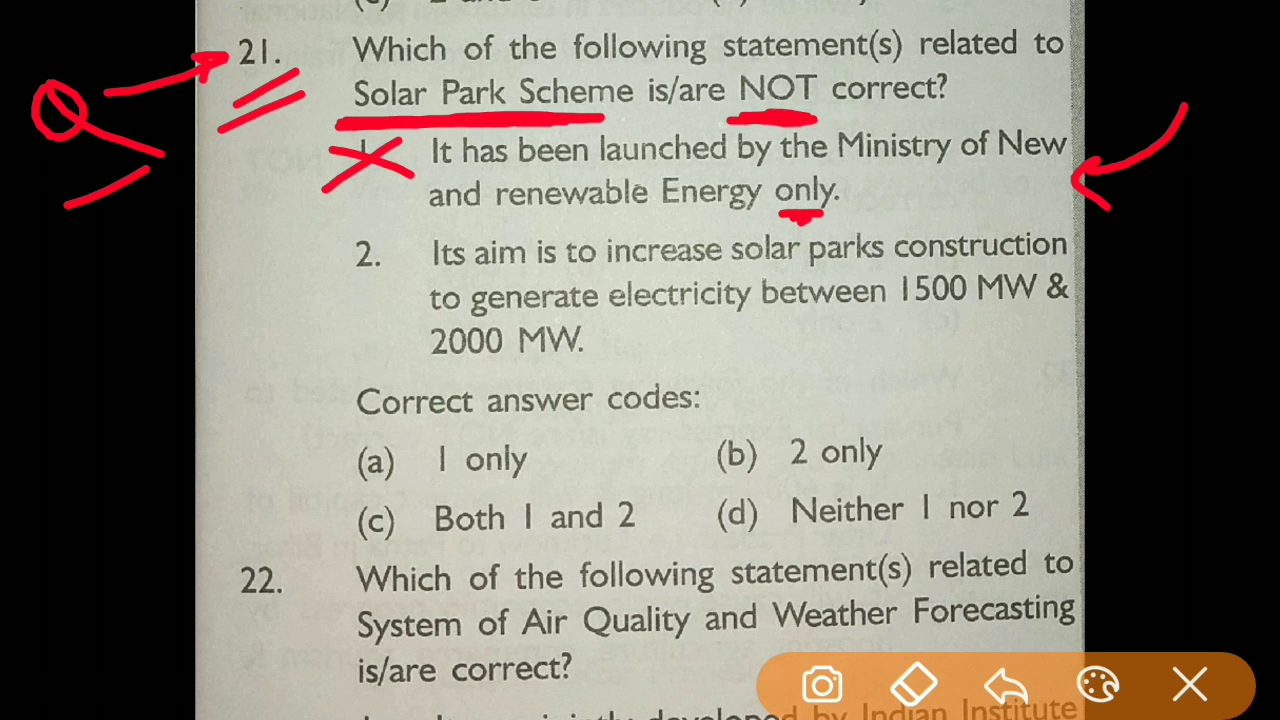 21. Which of the following statement(s) related to
Solar Park Scheme is/are NOT correct?
It has been launched by the Ministry of New
and renewable Energy only.
2. Its aim is to increase solar parks construction
to generate electricity between 1500 MW &
2000 MW.
Correct answer codes:
(a) 1 only (b) 2 only
(c) Both 1 and 2 (d) Neither 1 nor 2
22. Which of the following statement(s) related to
System of Air Quality and Weather Forecasting
is/are correct?
by Indian Institute